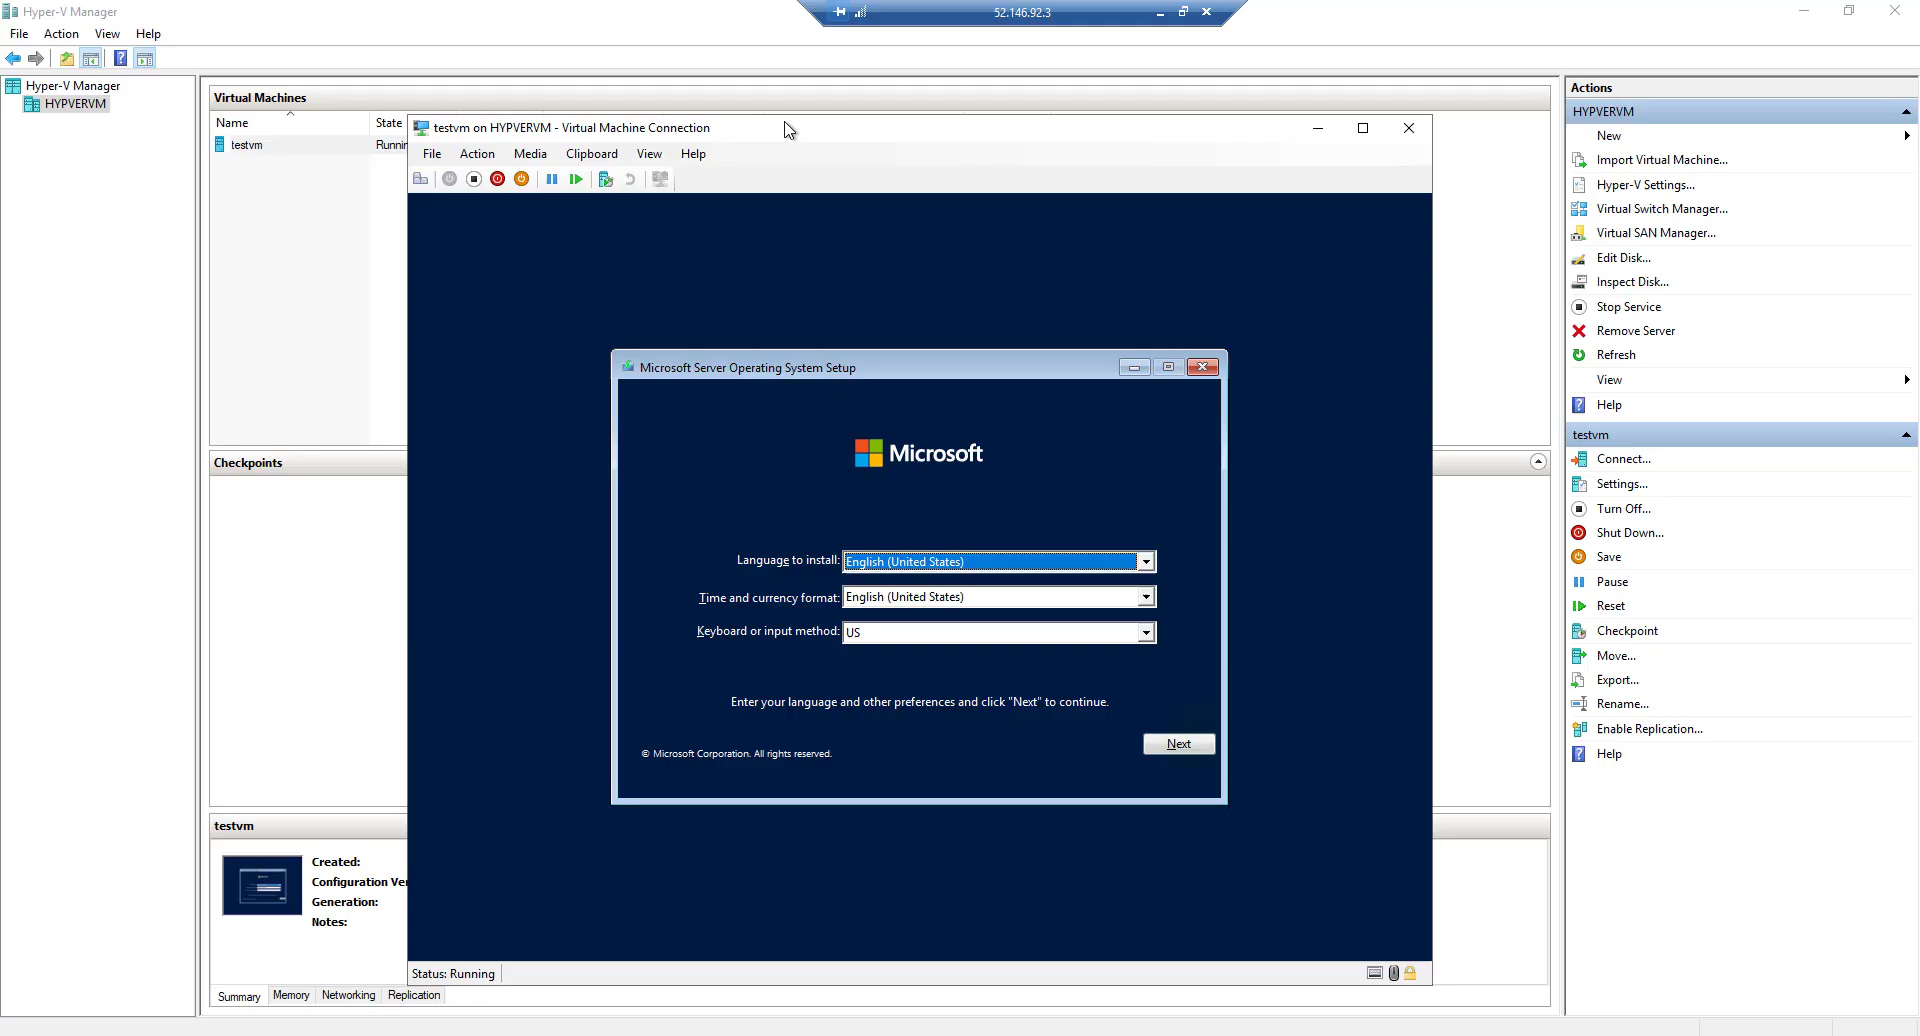 Hyper-V Manager
52.146.92.3
File Action View Help
Hyper-V Manager
HYPVERVM
Virtual Machines
Name State
testvm Runnin
testvm on HYPVERVM - Virtual Machine Connection
File Action Media Clipboard View Help
Microsoft Server Operating System Setup
Microsoft
Language to install: English (United States)
Time and currency format: English (United States)
Keyboard or input method: US
Enter your language and other preferences and click "Next" to continue.
Next
© Microsoft Corporation. All rights reserved.
Status: Running
Checkpoints
testvm
Created:
Configuration Ver
Generation:
Notes:
Summary Memory Networking Replication
Actions
HYPVERVM
New
Import Virtual Machine...
Hyper-V Settings...
Virtual Switch Manager...
Virtual SAN Manager...
Edit Disk...
Inspect Disk...
Stop Service
Remove Server
Refresh
View
Help
testvm
Connect...
Settings...
Turn Off...
Shut Down...
Save
Pause
Reset
Checkpoint
Move...
Export...
Rename...
Enable Replication...
Help